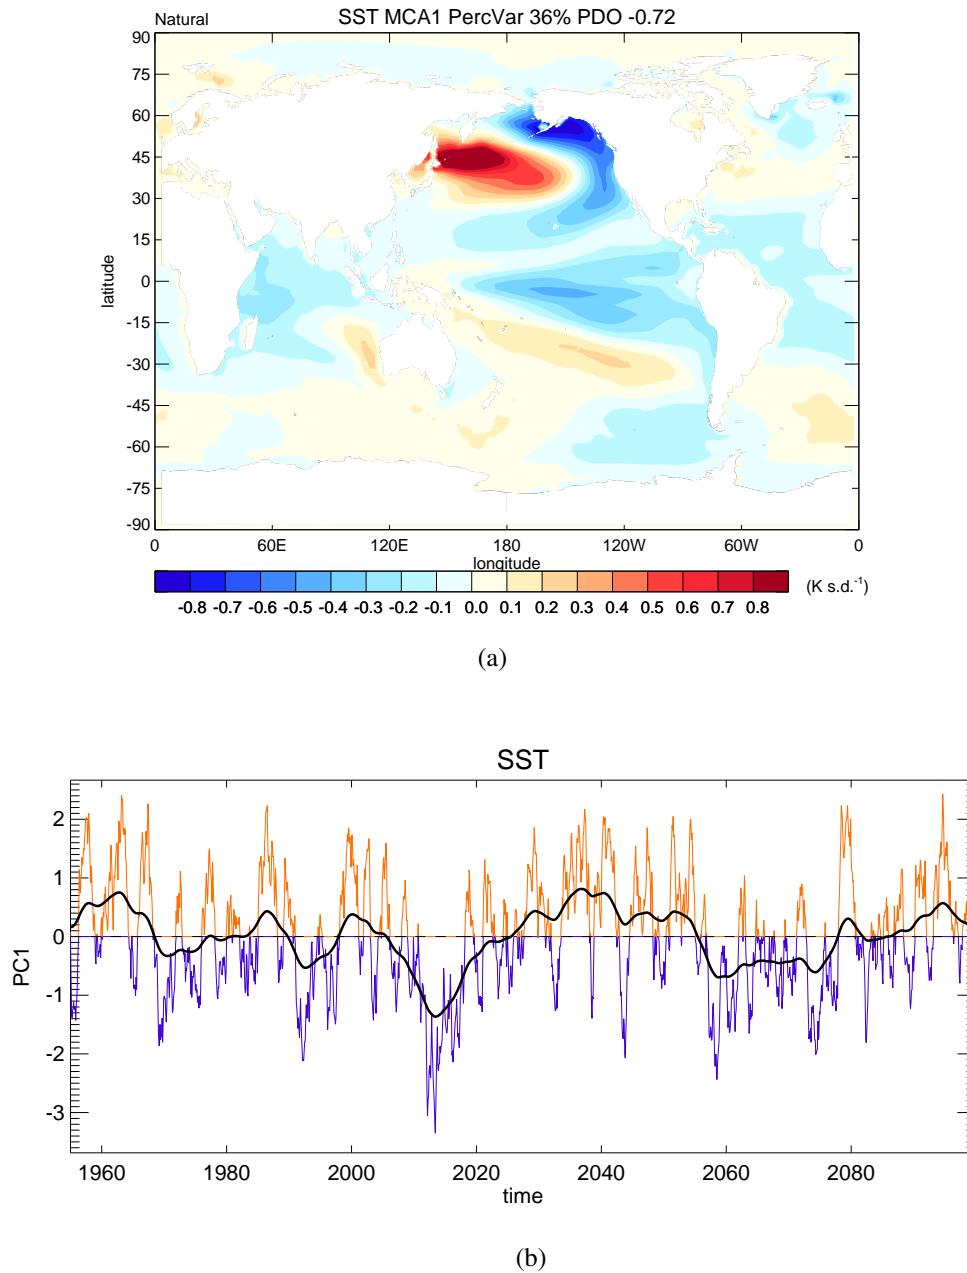 Natural
SST MCA1 PercVar 36% PDO -0.72
latitude
90
75
60
45
30
15
0
-15
-30
-45
-60
-75
-90
0 60E 120E 180 120W 60W 0
longitude
-0.8 -0.7 -0.6 -0.5 -0.4 -0.3 -0.2 -0.1 0.0 0.1 0.2 0.3 0.4 0.5 0.6 0.7 0.8 (K s.d.-1)
(a)
SST
PC1
2
1
0
-1
-2
-3
1960 1980 2000 2020 2040 2060 2080
time
(b)